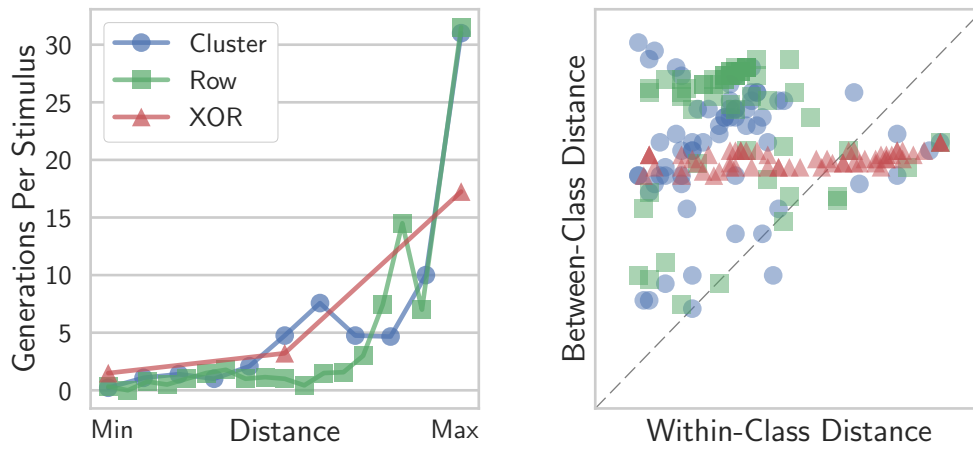 Generations Per Stimulus
30
25
20
15
10
5
0
Cluster
Row
XOR
Min
Distance
Max
Between-Class Distance
Within-Class Distance